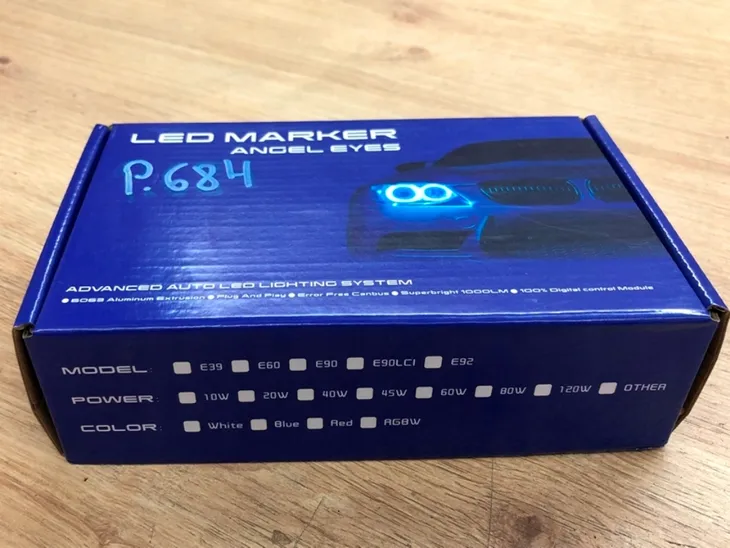 LED MARKER
ANGEL EYES
P.684
ADVANCED AUTO LED LIGHTING SYSTEM
● 6063 Aluminum Extrusion ● Plug And Play ● Error Free Canbus ● Superbright 1000LM ● 100% Digital control Module
MODEL: E39 E60 E90 E90LCI E92
POWER: 10W 20W 40W 45W 60W 80W 120W OTHER
COLOR: White Blue Red RGBW